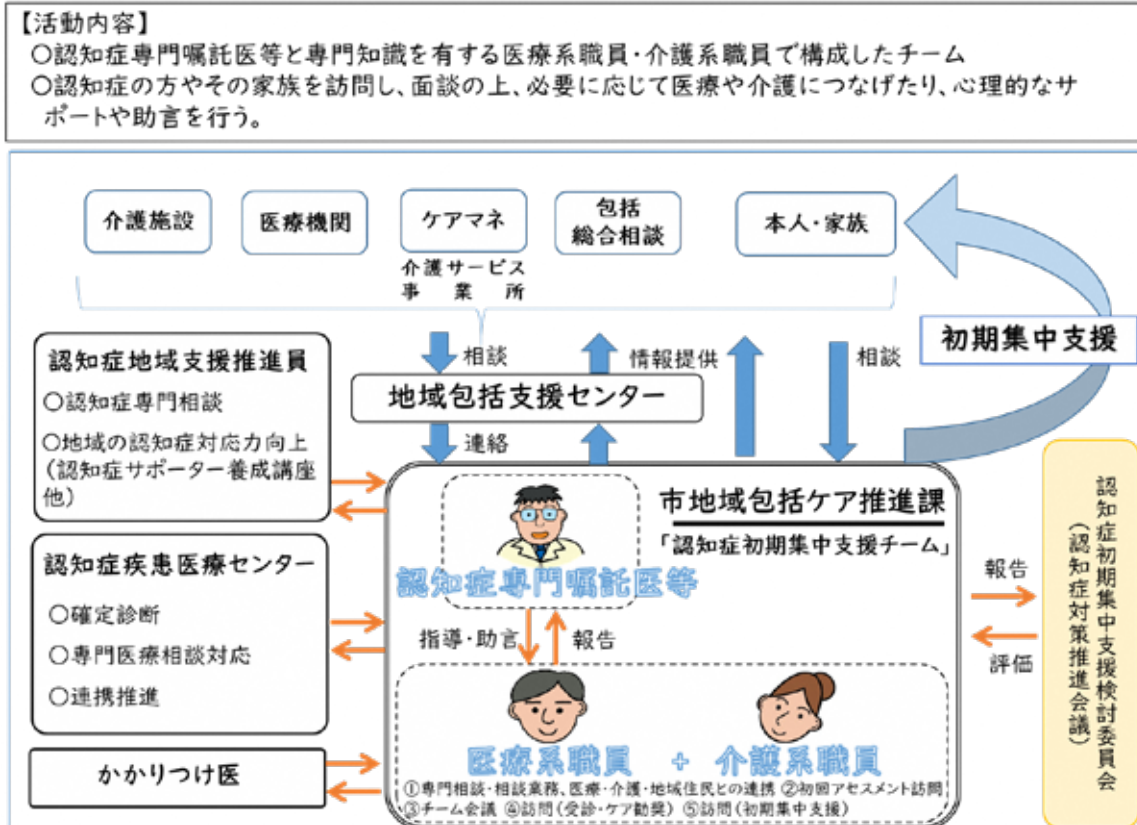 【活動内容】
○認知症専門嘱託医等と専門知識を有する医療系職員・介護系職員で構成したチーム
○認知症の方やその家族を訪問し、面談の上、必要に応じて医療や介護につなげたり、心理的なサ
ポートや助言を行う。
介護施設
医療機関
ケアマネ
包括
総合相談
本人・家族
介護サービス
事業所
初期集中支援
相談
情報提供
相談
地域包括支援センター
連絡
認知症地域支援推進員
○認知症専門相談
○地域の認知症対応力向上
(認知症サポーター養成講座
他)
認知症疾患医療センター
○確定診断
○専門医療相談対応
○連携推進
かかりつけ医
市地域包括ケア推進課
「認知症初期集中支援チーム」
認知症専門嘱託医等
指導・助言
報告
医療系職員 + 介護系職員
①専門相談・相談業務、医療・介護・地域住民との連携 ②初回アセスメント訪問
③チーム会議 ④訪問(受診・ケア勧奨) ⑤訪問(初期集中支援)
報告
評価
認知症初期集中支援検討委員会
(認知症対策推進会議)